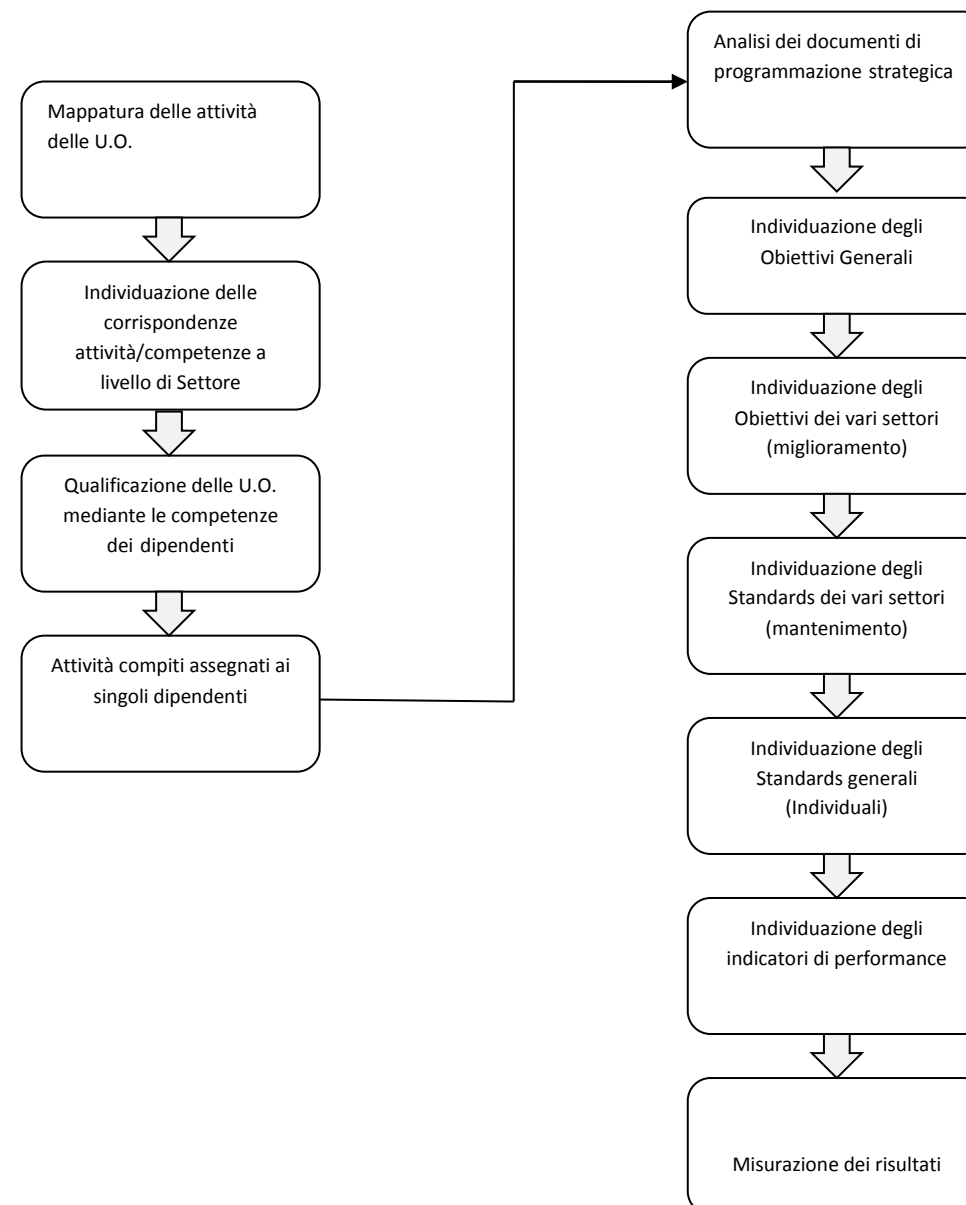 Mappatura delle attività
delle U.O.
Individuazione delle
corrispondenze
attività/competenze a
livello di Settore
Qualificazione delle U.O.
mediante le competenze
dei dipendenti
Attività compiti assegnati ai
singoli dipendenti
Analisi dei documenti di
programmazione strategica
Individuazione degli
Obiettivi Generali
Individuazione degli
Obiettivi dei vari settori
(miglioramento)
Individuazione degli
Standards dei vari settori
(mantenimento)
Individuazione degli
Standards generali
(Individuali)
Individuazione degli
indicatori di performance
Misurazione dei risultati